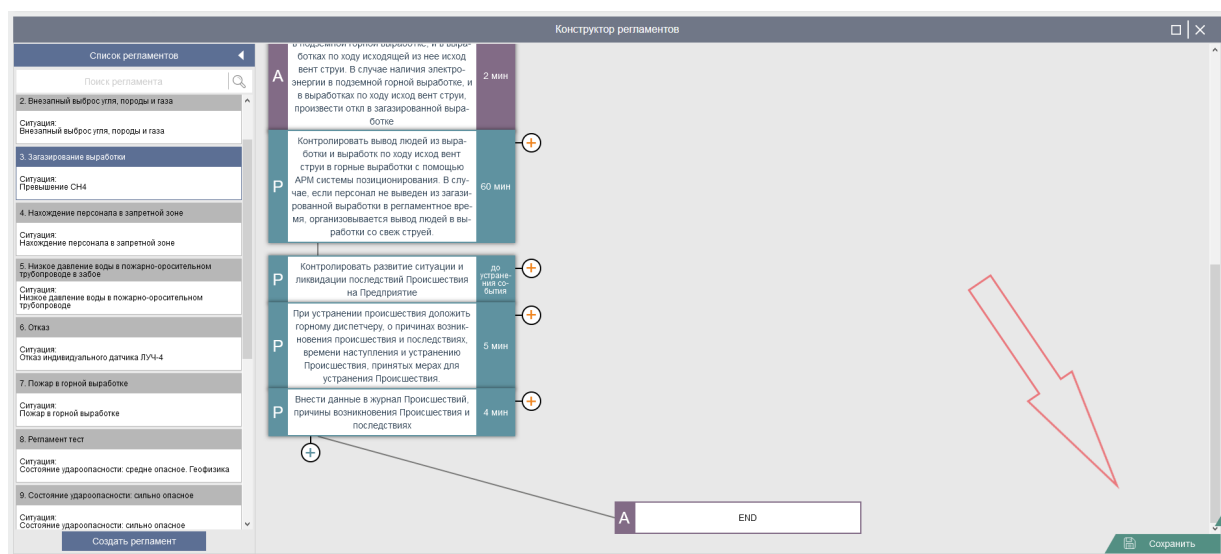 Конструктор регламентов
Список регламентов
Поиск регламента
2. Внезапный выброс угля, породы и газа
Ситуация:
Внезапный выброс угля, породы и газа
3. Загазирование выработки
Ситуация:
Превышение CH4
4. Нахождение персонала в запретной зоне
Ситуация:
Нахождение персонала в запретной зоне
5. Низкое давление воды в пожарно-оросительном
трубопроводе в забое
Ситуация:
Низкое давление воды в пожарно-оросительном
трубопроводе
6. Отказ
Ситуация:
Отказ индивидуального датчика ЛУЧ-4
7. Пожар в горной выработке
Ситуация:
Пожар в горной выработке
8. Регламент тест
Ситуация:
Состояние удароопасности: средне опасное. Геофизика
9. Состояние удароопасности: сильно опасное
Ситуация:
Состояние удароопасности: сильно опасное
Создать регламент
А
в подземной горной выработке, и в выра-
ботках по ходу исходящей из нее исход
вент струи. В случае наличия электро-
энергии в подземной горной выработке, и
в выработках по ходу исход вент струи,
произвести откл в загазированной выра-
ботке
2 мин
Р
Контролировать вывод людей из выра-
ботки и выработк по ходу исход вент
струи в горные выработки с помощью
АРМ системы позиционирования. В слу-
чае, если персонал не выведен из загази-
рованной выработки в регламентное вре-
мя, организовывается вывод людей в вы-
работки со свеж струей.
60 мин
Р
Контролировать развитие ситуации и
ликвидации последствий Происшествия
на Предприятие
до
устране-
ния со-
бытия
Р
При устранении происшествия доложить
горному диспетчеру, о причинах возник-
новения происшествия и последствиях,
времени наступления и устранению
Происшествия, принятых мерах для
устранения Происшествия.
5 мин
Р
Внести данные в журнал Происшествий,
причины возникновения Происшествия и
последствиях
4 мин
А
END
Сохранить